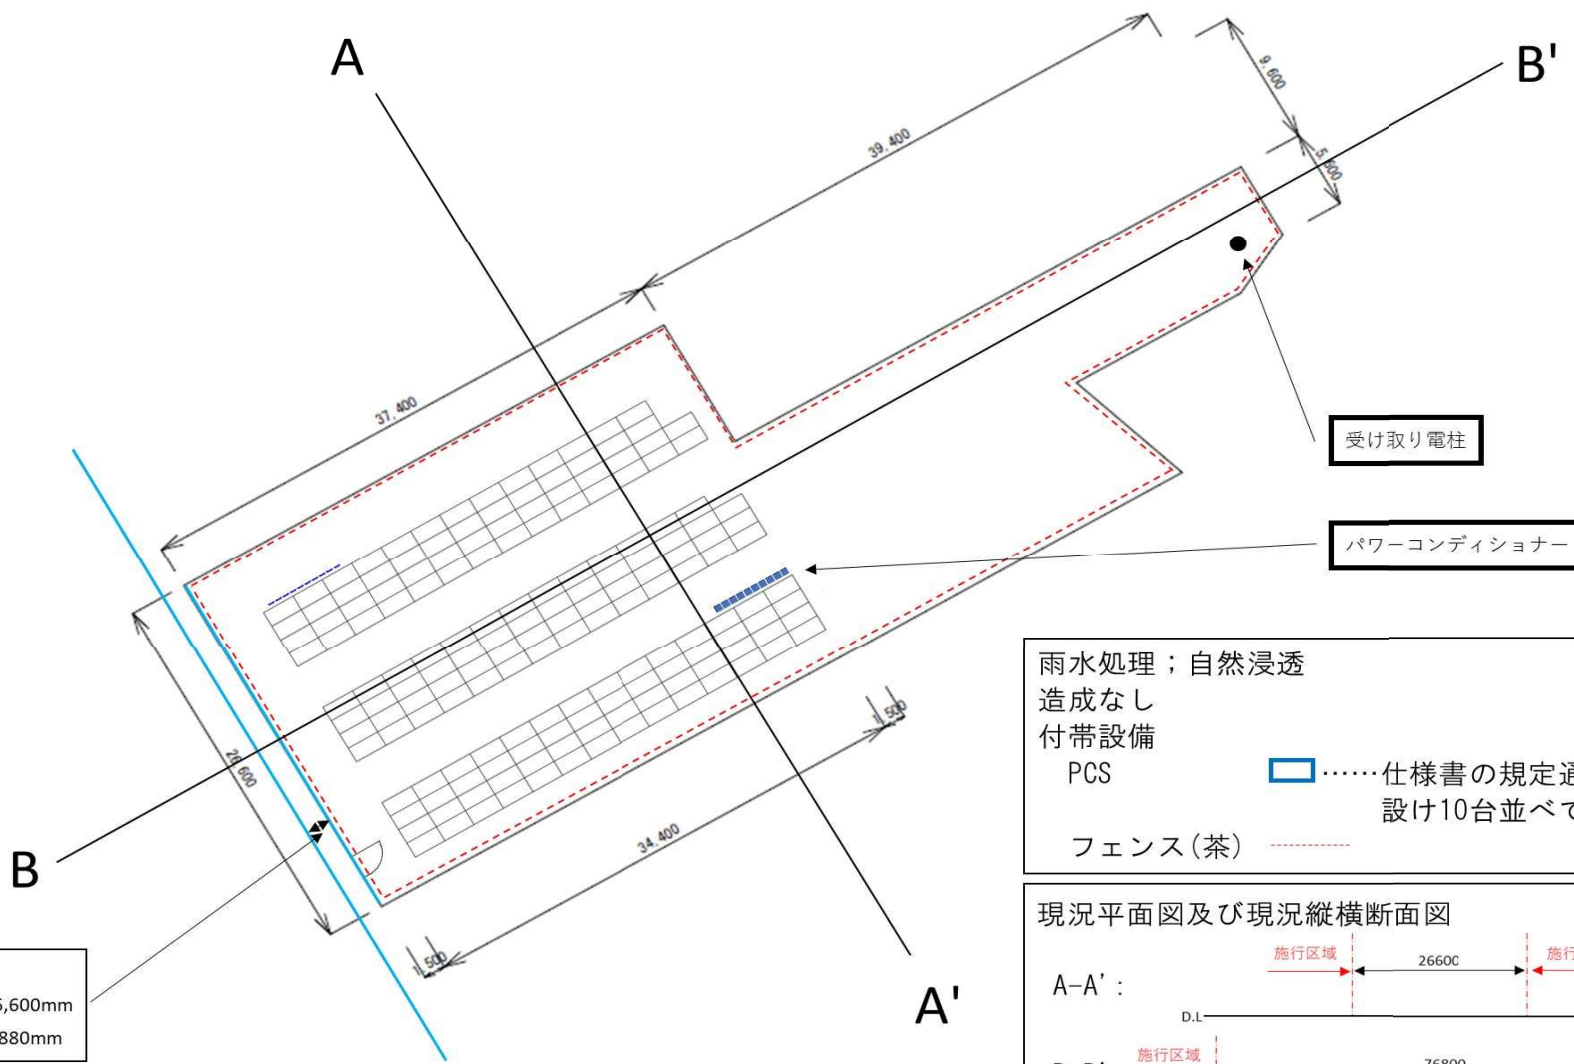 A
B'
39.400
9.600
5.600
37.400
受け取り電柱
パワーコンディショナー
26.600
34.400
1.500
1.500
B
A'
雨水処理；自然浸透
造成なし
付帯設備
PCS
……仕様書の規定通
設け10台並べて
フェンス(茶)
現況平面図及び現況縦横断面図
施行区域
26600
施行
A-A'：
D.L
施行区域
76800
,600mm
880mm